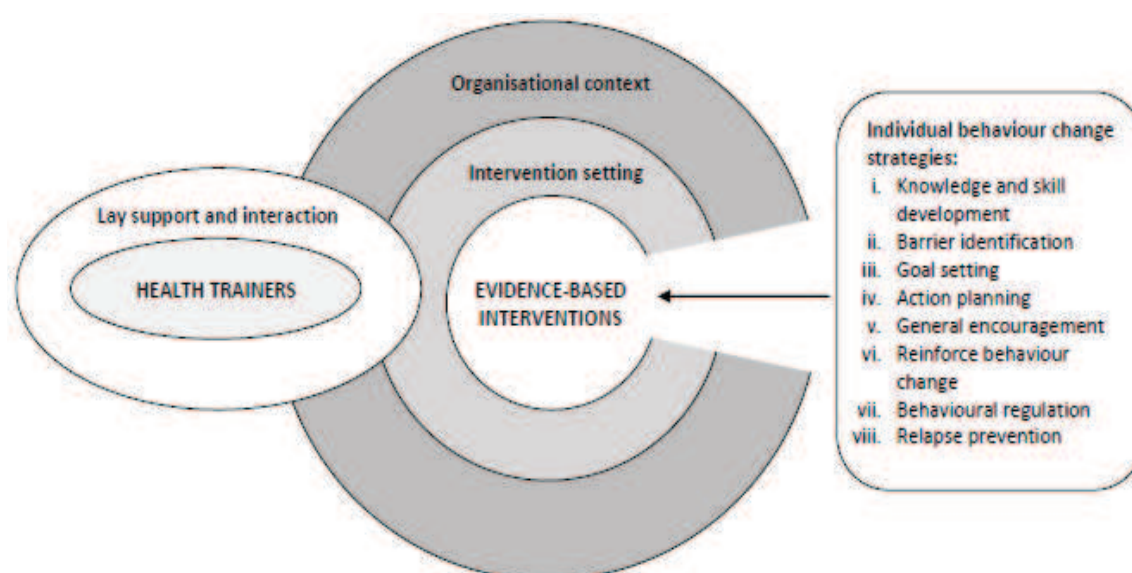 Organisational context
Intervention setting
Lay support and interaction
HEALTH TRAINERS
EVIDENCE-BASED
INTERVENTIONS
Individual behaviour change
strategies:
i. Knowledge and skill
development
ii. Barrier identification
iii. Goal setting
iv. Action planning
v. General encouragement
vi. Reinforce behaviour
change
vii. Behavioural regulation
viii. Relapse prevention